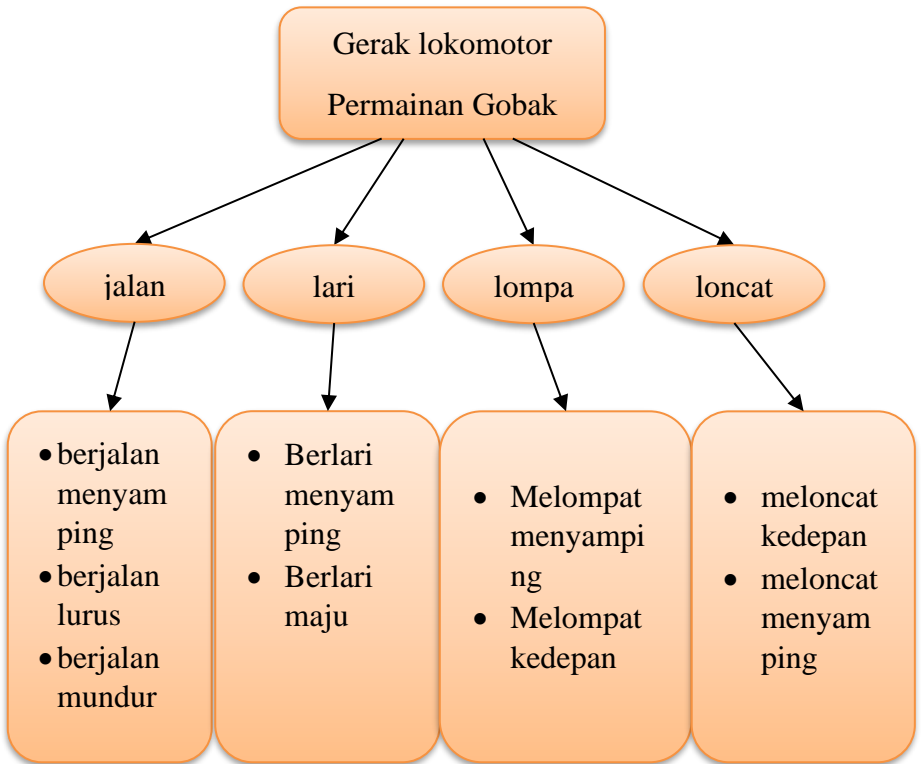 Gerak lokomotor
Permainan Gobak
jalan
lari
lompa
loncat
•berjalan
menyam
ping
•berjalan
lurus
•berjalan
mundur
• Berlari
menyam
ping
• Berlari
maju
• Melompat
menyampi
ng
• Melompat
kedepan
• meloncat
kedepan
• meloncat
menyam
ping